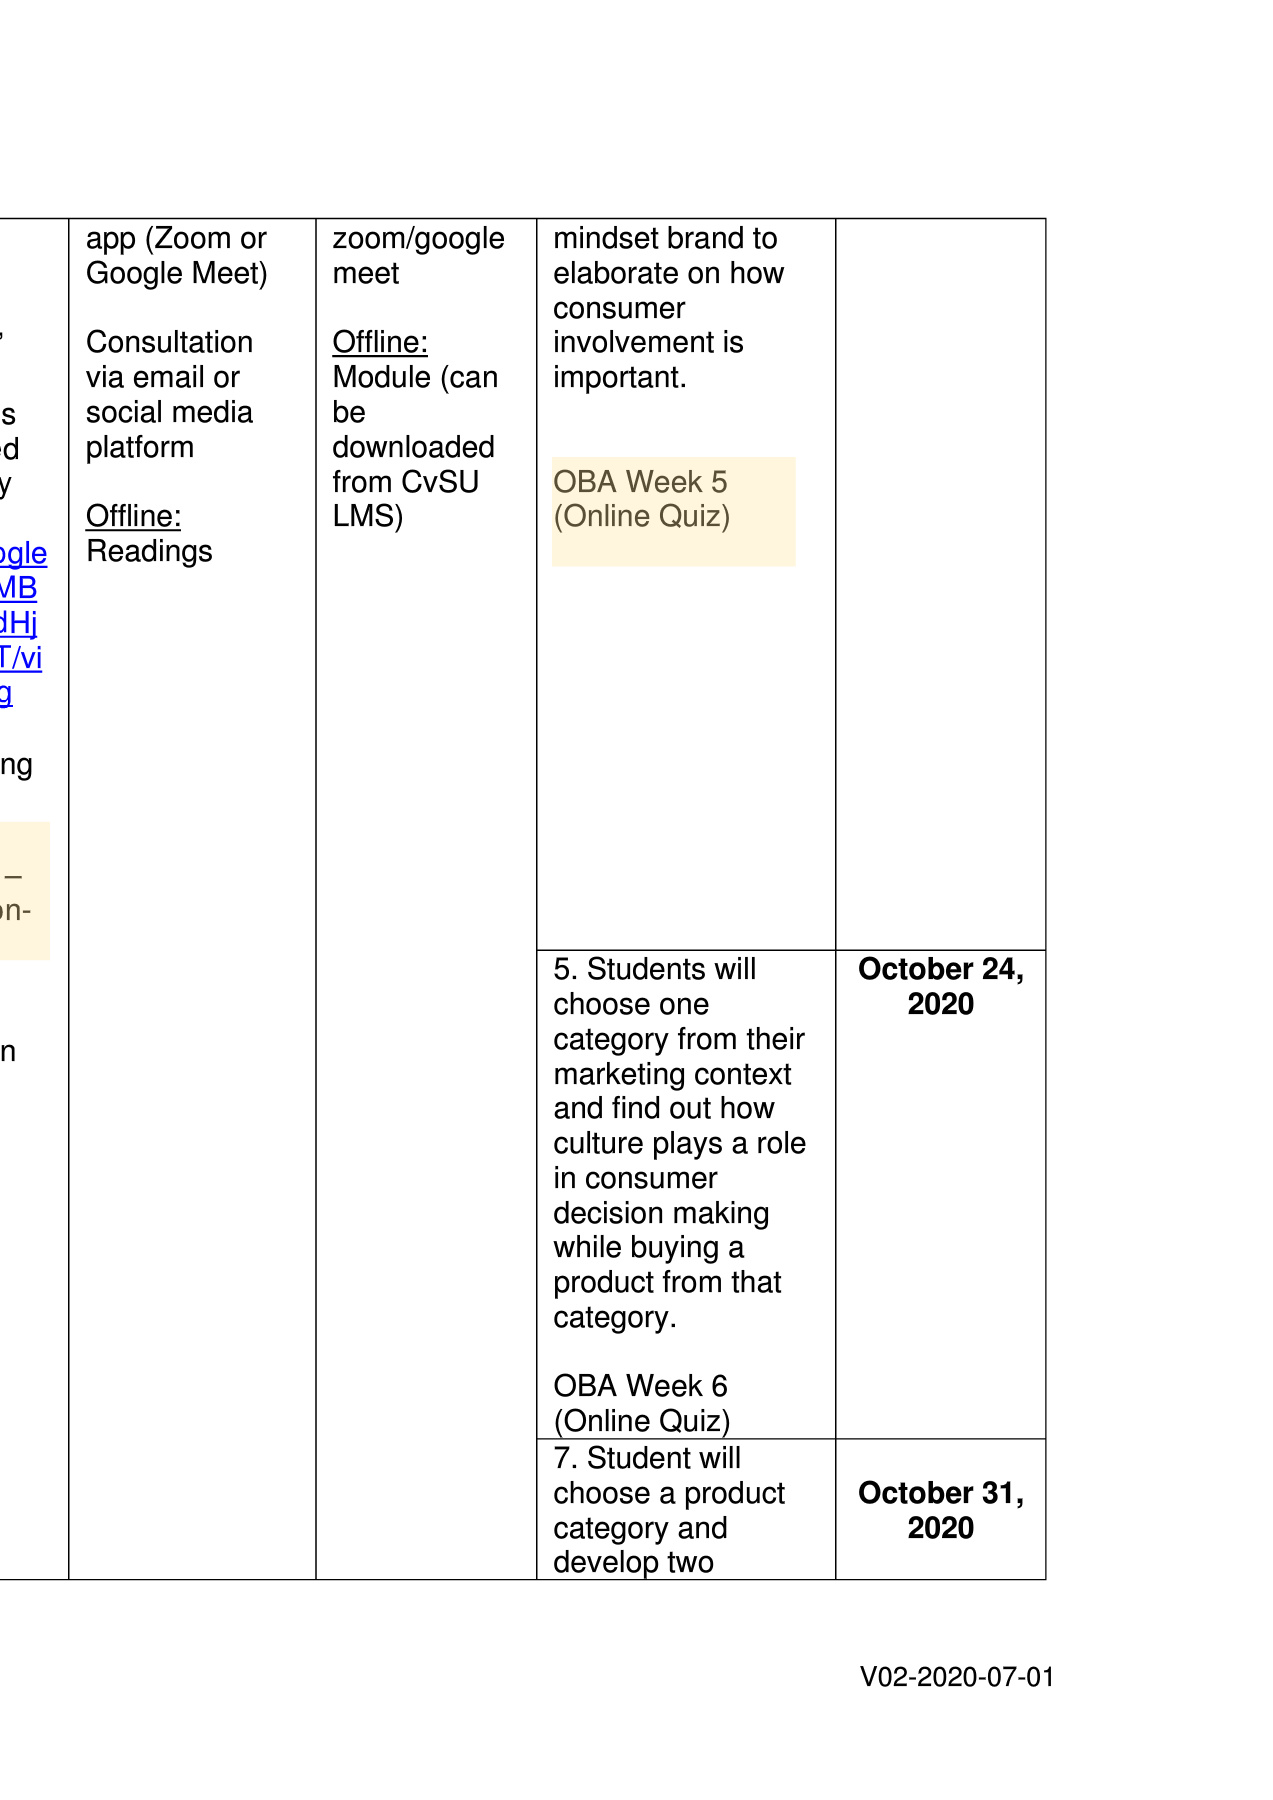 ,
s
ed
y
ogle
MB
dHj
T/vi
g
ng
–
on-
n
app (Zoom or
Google Meet)
Consultation
via email or
social media
platform
Offline:
Readings
zoom/google
meet
Offline:
Module (can
be
downloaded
from CvSU
LMS)
mindset brand to
elaborate on how
consumer
involvement is
important.
OBA Week 5
(Online Quiz)
5. Students will
choose one
category from their
marketing context
and find out how
culture plays a role
in consumer
decision making
while buying a
product from that
category.
OBA Week 6
(Online Quiz)
October 24,
2020
7. Student will
choose a product
category and
develop two
October 31,
2020
V02-2020-07-01